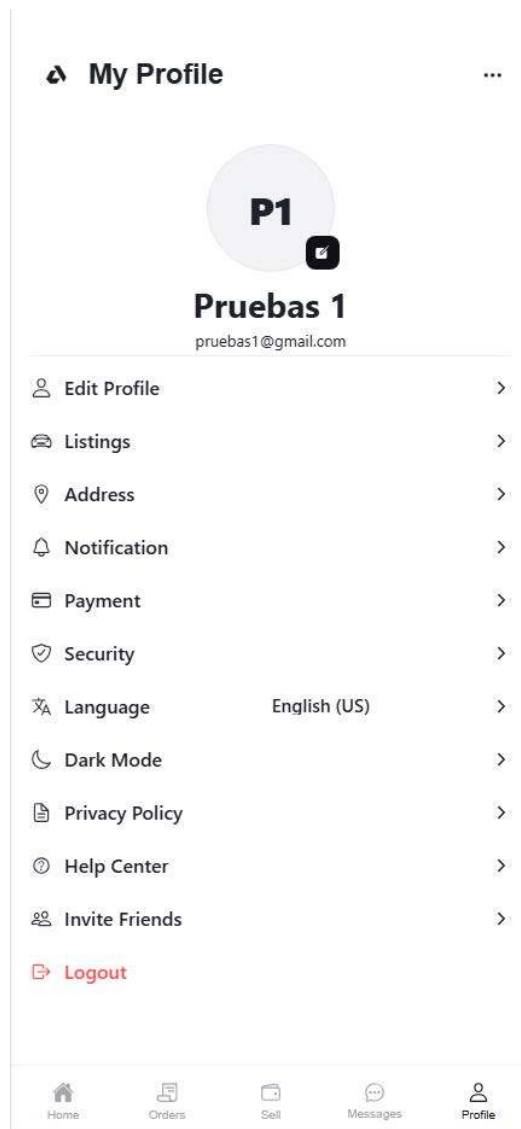 My Profile
P1
Pruebas 1
pruebas1@gmail.com
Edit Profile
Listings
Address
Notification
Payment
Security
Language English (US)
Dark Mode
Privacy Policy
Help Center
Invite Friends
Logout
Home Orders Sell Messages Profile